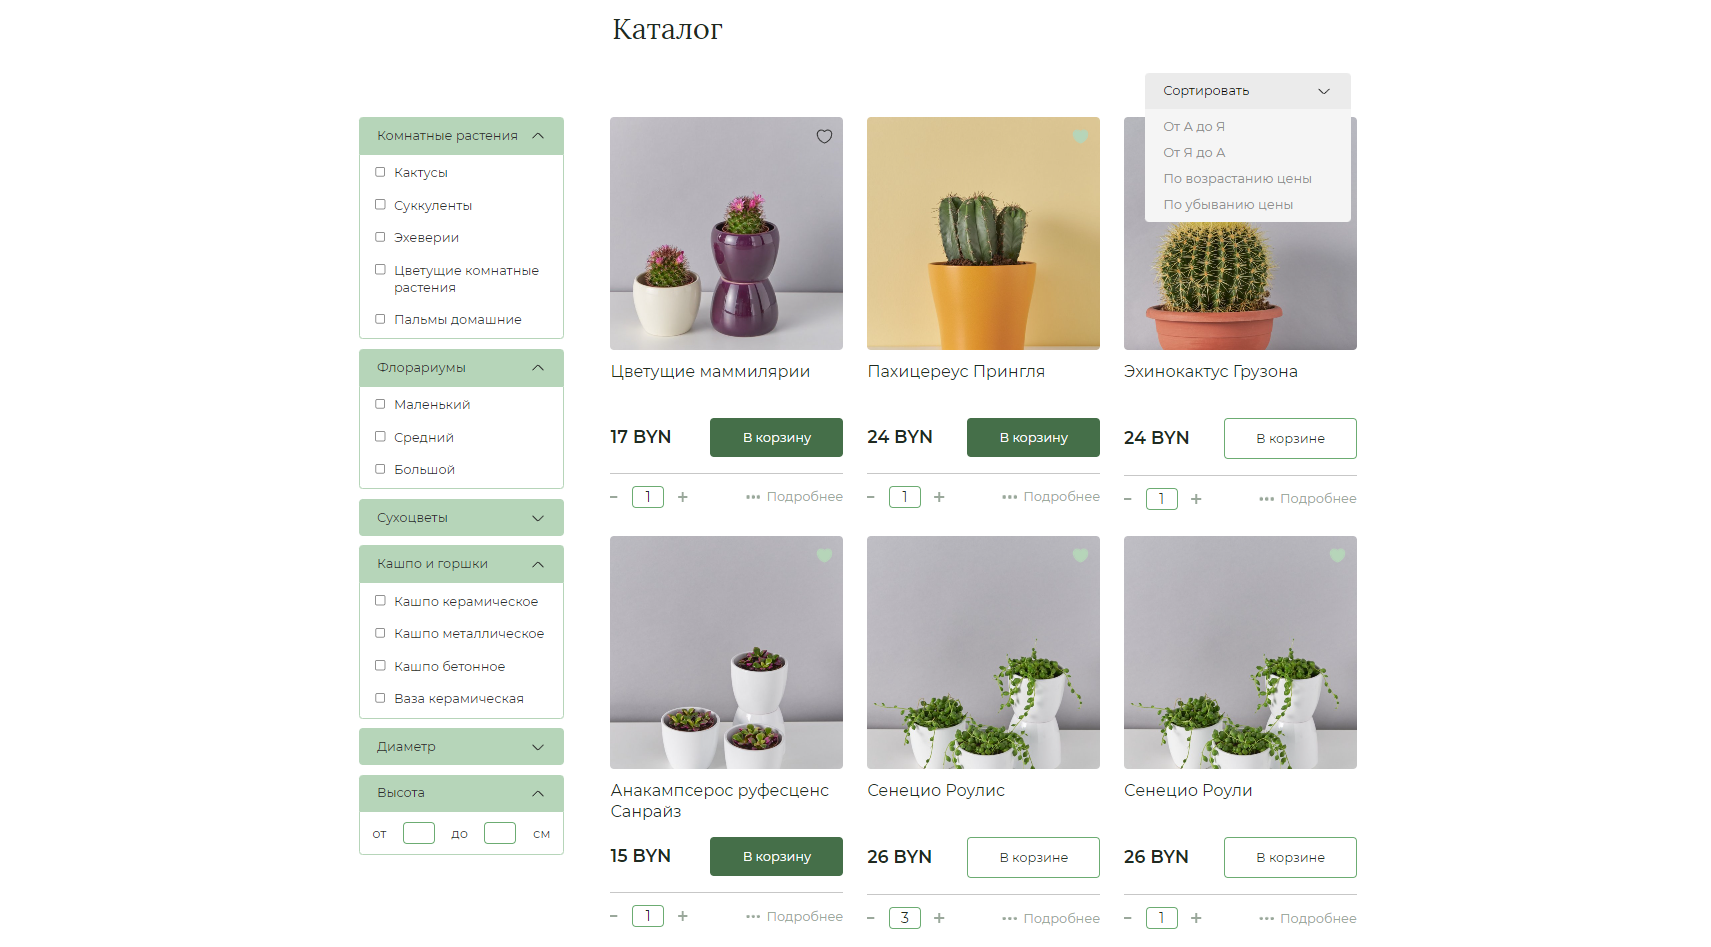 Каталог
Сортировать
От А до Я
От Я до А
По возрастанию цены
По убыванию цены
Комнатные растения
Кактусы
Суккуленты
Эхеверии
Цветущие комнатные
растения
Пальмы домашние
Флорариумы
Маленький
Средний
Большой
Сухоцветы
Кашпо и горшки
Кашпо керамическое
Кашпо металлическое
Кашпо бетонное
Ваза керамическая
Диаметр
Высота
от до см
Цветущие маммилярии
17 BYN В корзину
- 1 + ••• Подробнее
Пахицереус Прингля
24 BYN В корзину
- 1 + ••• Подробнее
Эхинокактус Грузона
24 BYN В корзине
- 1 + ••• Подробнее
Анакампсерос руфесценс
Санрайз
15 BYN В корзину
- 1 + ••• Подробнее
Сенецио Роулис
26 BYN В корзине
- 3 + ••• Подробнее
Сенецио Роули
26 BYN В корзине
- 1 + ••• Подробнее